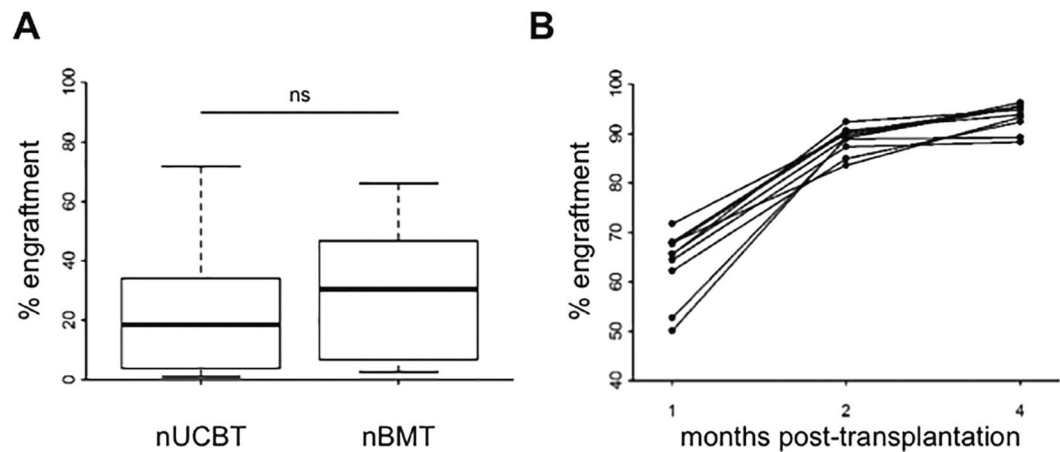 A
% engraftment
100
80
60
40
20
0
ns
nUCBT nBMT
B
% engraftment
100
90
80
70
60
50
40
1 2 4
months post-transplantation